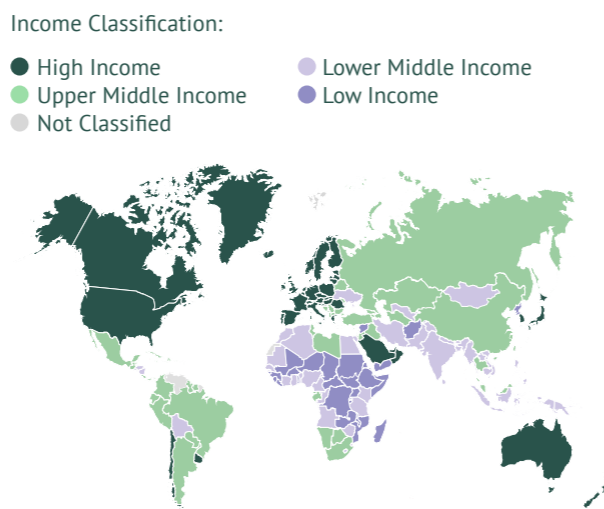 Income Classification:
High Income
Lower Middle Income
Upper Middle Income
Low Income
Not Classified